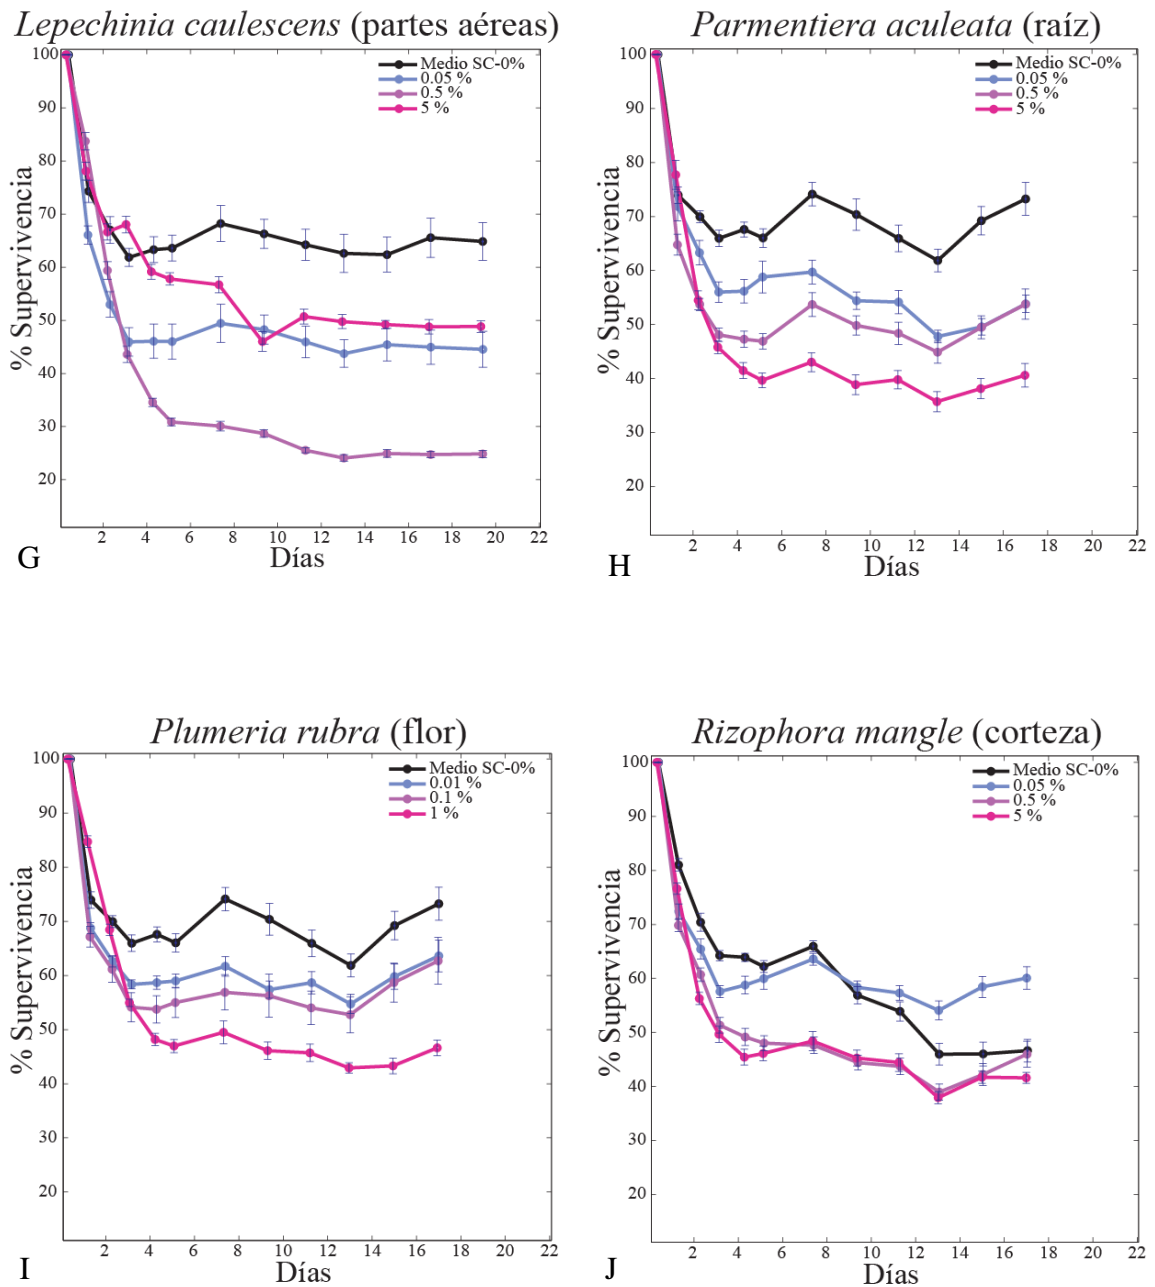 Lepechinia caulescens (partes aéreas)
Medio SC-0%
0.05 %
0.5 %
5 %
100
90
80
70
60
50
40
30
20
% Supervivencia
2 4 6 8 10 12 14 16 18 20 22
Días
G
Parmentiera aculeata (raíz)
Medio SC-0%
0.05 %
0.5 %
5 %
100
90
80
70
60
50
40
30
20
% Supervivencia
2 4 6 8 10 12 14 16 18 20 22
Días
H
Plumeria rubra (flor)
Medio SC-0%
0.01 %
0.1 %
1 %
100
90
80
70
60
50
40
30
20
% Supervivencia
2 4 6 8 10 12 14 16 18 20 22
Días
I
Rizophora mangle (corteza)
Medio SC-0%
0.05 %
0.5 %
5 %
100
90
80
70
60
50
40
30
20
% Supervivencia
2 4 6 8 10 12 14 16 18 20 22
Días
J